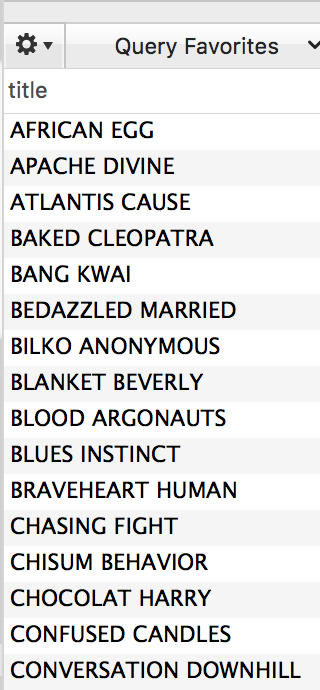 Query Favorites
title
AFRICAN EGG
APACHE DIVINE
ATLANTIS CAUSE
BAKED CLEOPATRA
BANG KWAI
BEDAZZLED MARRIED
BILKO ANONYMOUS
BLANKET BEVERLY
BLOOD ARGONAUTS
BLUES INSTINCT
BRAVEHEART HUMAN
CHASING FIGHT
CHISUM BEHAVIOR
CHOCOLAT HARRY
CONFUSED CANDLES
CONVERSATION DOWNHILL